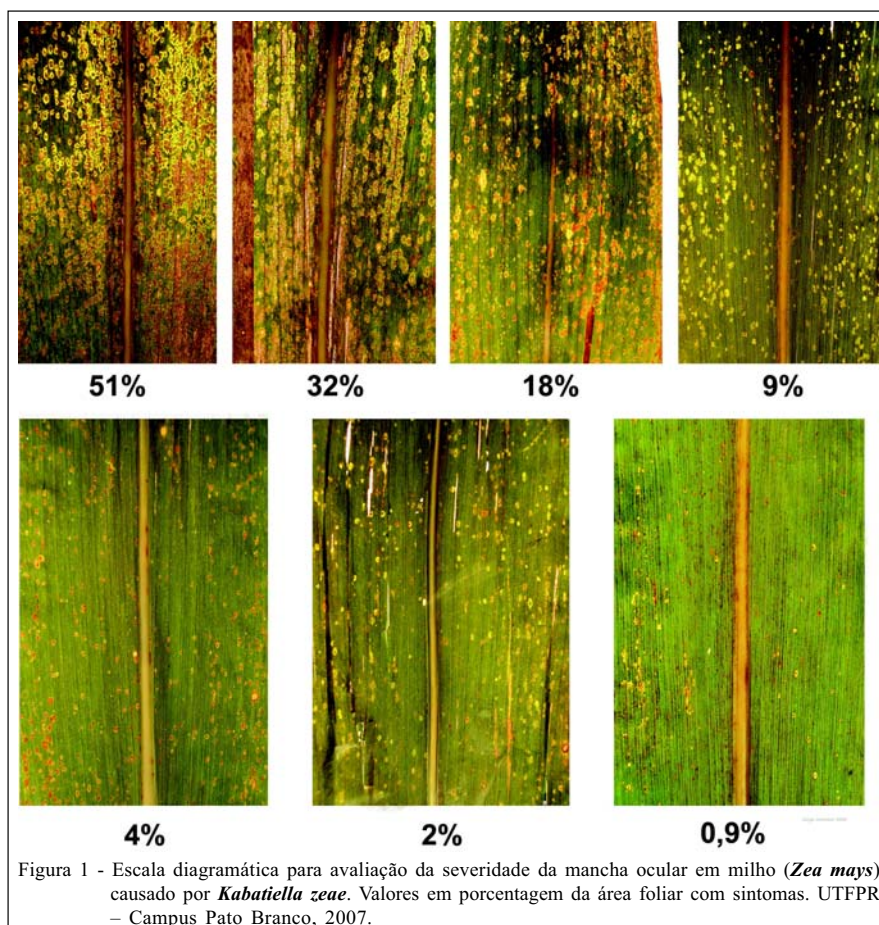 51% 32% 18% 9%
4% 2% 0,9%
Figura 1 - Escala diagramática para avaliação da severidade da mancha ocular em milho (Zea mays)
causado por Kabatiella zeae. Valores em porcentagem da área foliar com sintomas. UTFPR
– Campus Pato Branco, 2007.